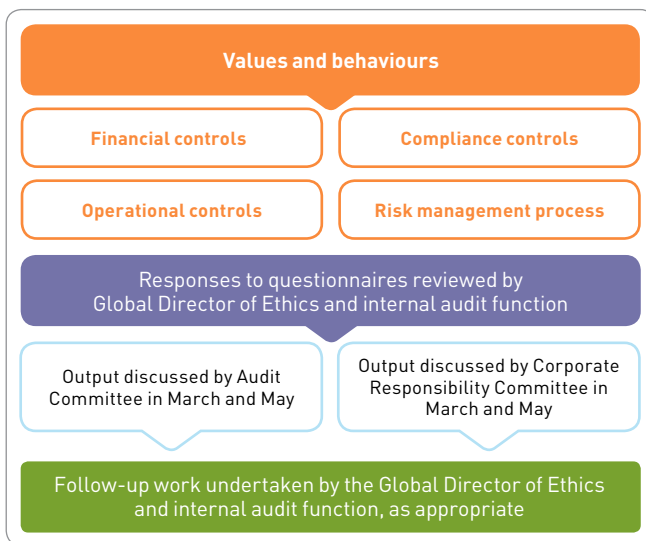 Values and behaviours
Financial controls
Compliance controls
Operational controls
Risk management process
Responses to questionnaires reviewed by
Global Director of Ethics and internal audit function
Output discussed by Audit
Committee in March and May
Output discussed by Corporate
Responsibility Committee in
March and May
Follow-up work undertaken by the Global Director of Ethics
and internal audit function, as appropriate